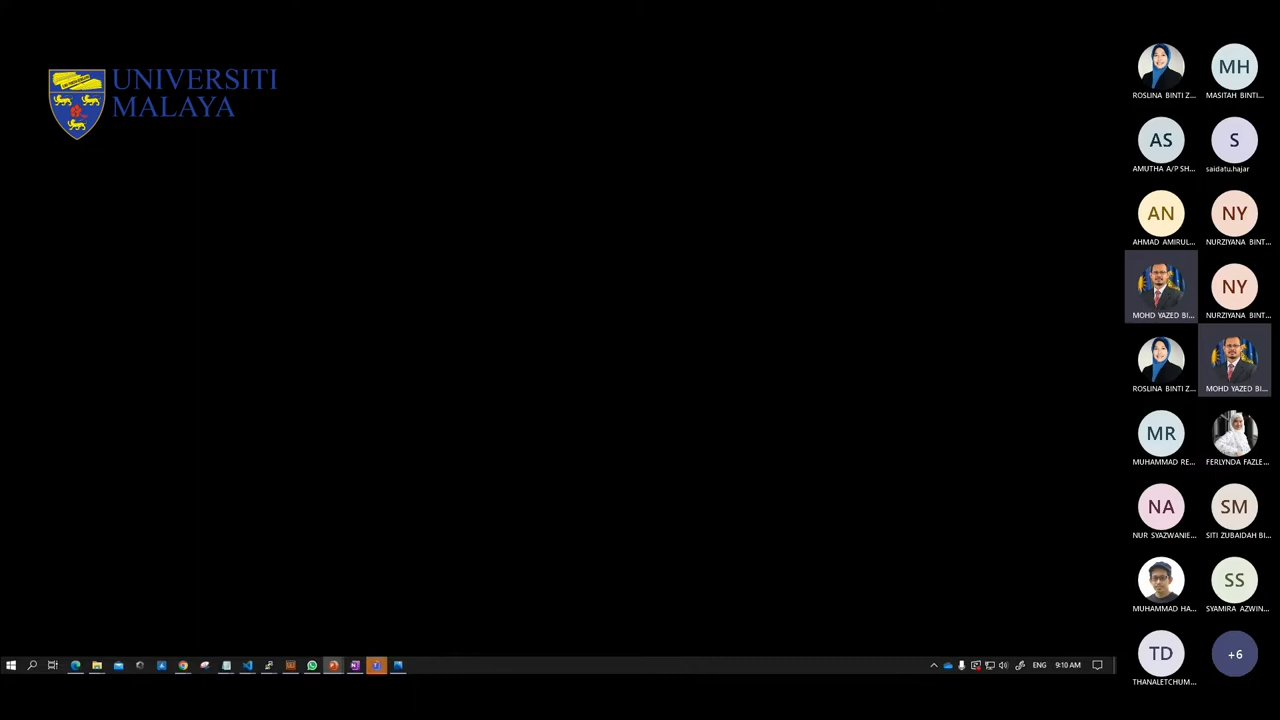 UNIVERSITI
MALAYA
ROSLINA BINTI Z...
MH
MASITAH BINTI...
AS
AMUTHA A/P SH...
S
saidatu.hajar
AN
AHMAD AMIRUL...
NY
NURZIYANA BINT...
MOHD YAZED BI...
NY
NURZIYANA BINT...
ROSLINA BINTI Z...
MOHD YAZED BI...
MR
MUHAMMAD RE...
FERLYNDA FAZLE...
NA
NUR SYAZWANIE...
SM
SITI ZUBAIDAH BI...
MUHAMMAD HA...
SS
SYAMIRA AZWIN...
TD
THANALETCHUM...
+6
ENG
9:10 AM